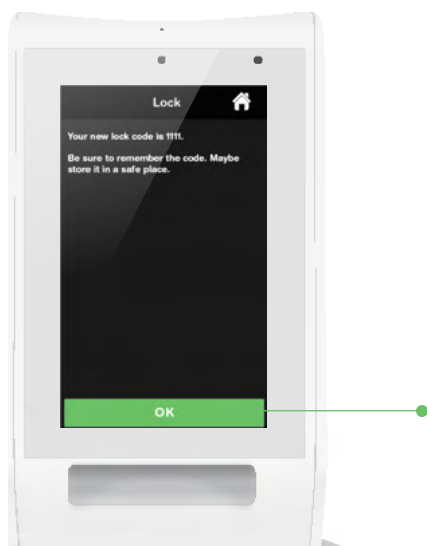 Lock
Your new lock code is 1111.
Be sure to remember the code. Maybe
store it in a safe place.
OK